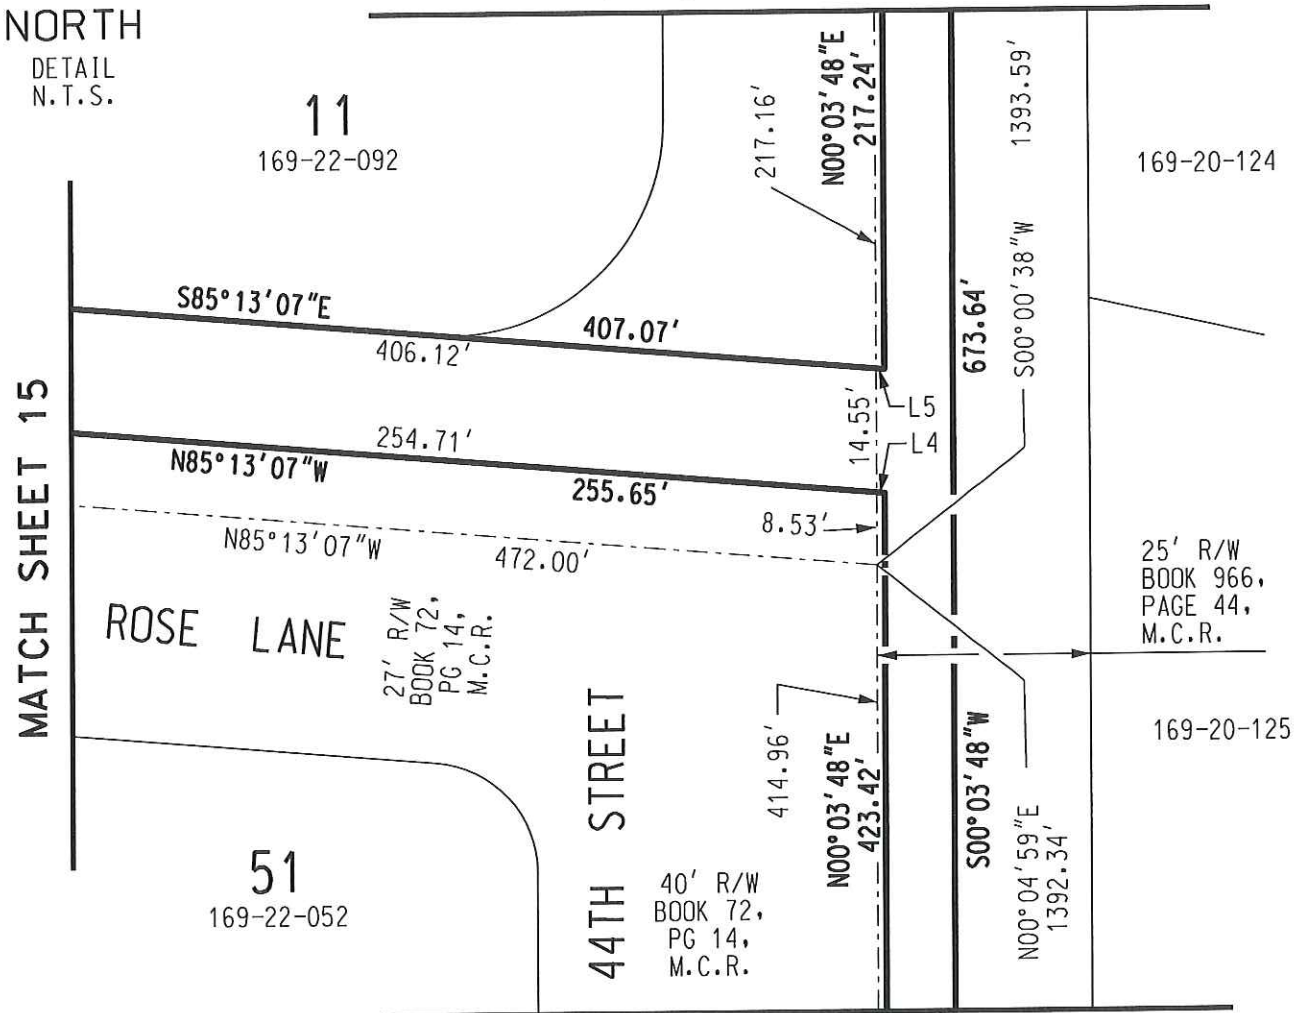 NORTH
DETAIL
N.T.S.
11
169-22-092
217.16'
N00°03'48"E
217.24'
1393.59'
169-20-124
S85°13'07"E
407.07'
406.12'
673.64'
S00°00'38"W
MATCH SHEET 15
14.55'
L5
L4
254.71'
N85°13'07"W
255.65'
8.53'
N85°13'07"W
472.00'
25' R/W
BOOK 966,
PAGE 44,
M.C.R.
ROSE LANE
27' R/W
BOOK 72,
PG 14,
M.C.R.
44TH STREET
414.96'
N00°03'48"E
423.42'
S00°03'48"W
N00°04'59"E
1392.34'
169-20-125
51
169-22-052
40' R/W
BOOK 72,
PG 14,
M.C.R.